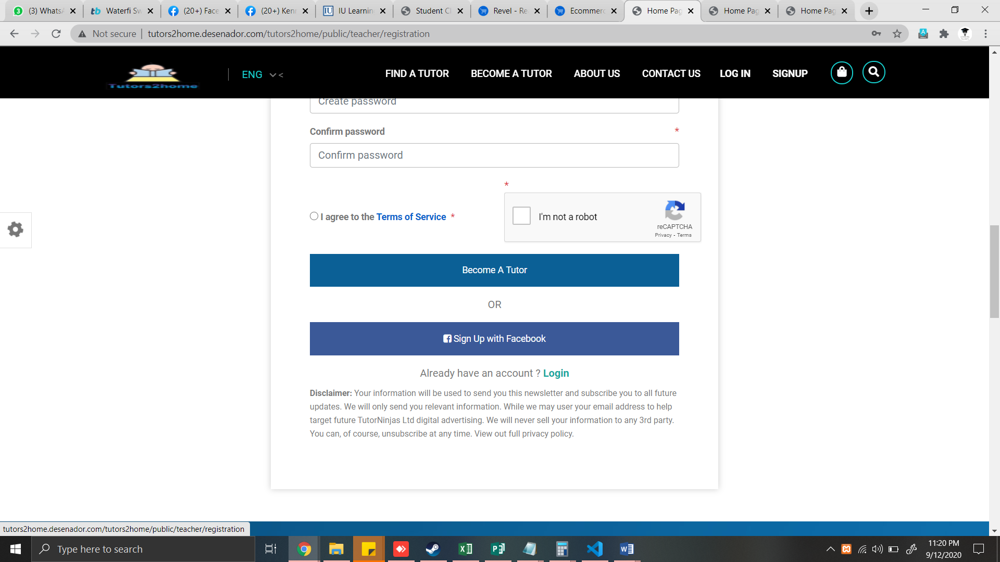 (3) WhatsA
Waterfi Sw
(20+) Face
(20+) Kenn
IU Learnin
Student Cl
Revel - Re
Ecommerc
Home Pag
Home Pag
Home Pag
Not secure
tutors2home.desenador.com/tutors2home/public/teacher/registration
Tutors2home
ENG
<
FIND A TUTOR
BECOME A TUTOR
ABOUT US
CONTACT US
LOG IN
SIGNUP
Create password
Confirm password *
Confirm password
*
I agree to the Terms of Service *
I'm not a robot
reCAPTCHA
Privacy - Terms
Become A Tutor
OR
Sign Up with Facebook
Already have an account ? Login
Disclaimer: Your information will be used to send you this newsletter and subscribe you to all future
updates. We will only send you relevant information. While we may user your email address to help
target future TutorNinjas Ltd digital advertising. We will never sell your information to any 3rd party.
You can, of course, unsubscribe at any time. View out full privacy policy.
tutors2home.desenador.com/tutors2home/public/teacher/registration
Type here to search
11:20 PM
9/12/2020